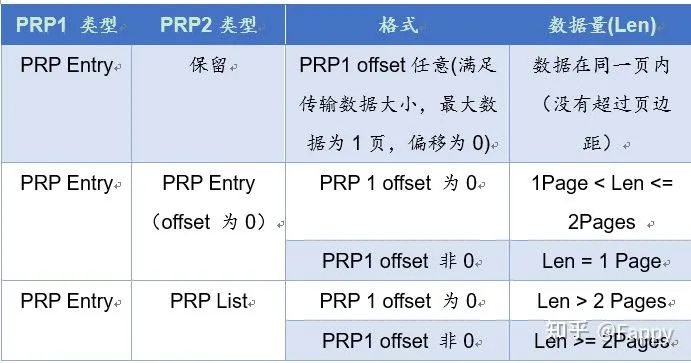 PRP1 类型 PRP2 类型 格式 数据量(Len)
PRP Entry 保留 PRP1 offset 任意(满足 数据在同一页内
传输数据大小，最大数 （没有超过页边
据为 1 页，偏移为 0) 距）
PRP Entry PRP Entry PRP 1 offset 为 0 1Page < Len <=
（offset 为 0） 2Pages
PRP1 offset 非 0 Len = 1 Page
PRP Entry PRP List PRP 1 offset 为 0 Len > 2 Pages
PRP1 offset 非 0 Len >= 2Pages
知乎 @Fappy